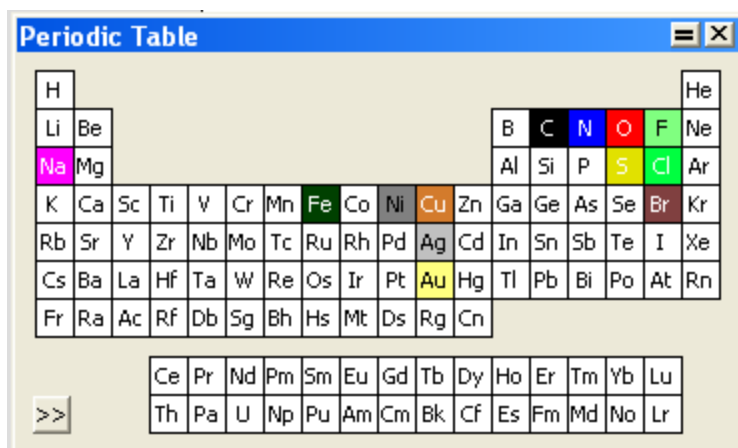 Periodic Table
H He
Li Be B C N O F Ne
Na Mg Al Si P S Cl Ar
K Ca Sc Ti V Cr Mn Fe Co Ni Cu Zn Ga Ge As Se Br Kr
Rb Sr Y Zr Nb Mo Tc Ru Rh Pd Ag Cd In Sn Sb Te I Xe
Cs Ba La Hf Ta W Re Os Ir Pt Au Hg Tl Pb Bi Po At Rn
Fr Ra Ac Rf Db Sg Bh Hs Mt Ds Rg Cn
Ce Pr Nd Pm Sm Eu Gd Tb Dy Ho Er Tm Yb Lu
>> Th Pa U Np Pu Am Cm Bk Cf Es Fm Md No Lr